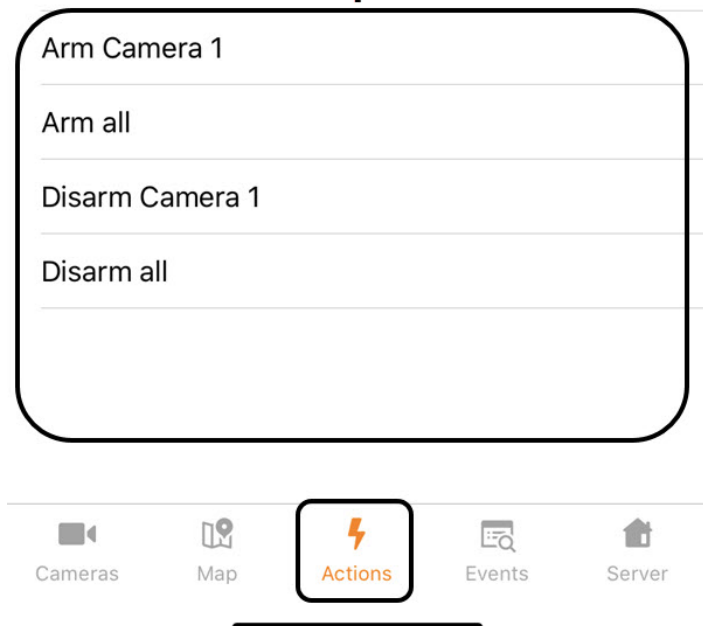 Arm Camera 1
Arm all
Disarm Camera 1
Disarm all
Cameras
Map
Actions
Events
Server